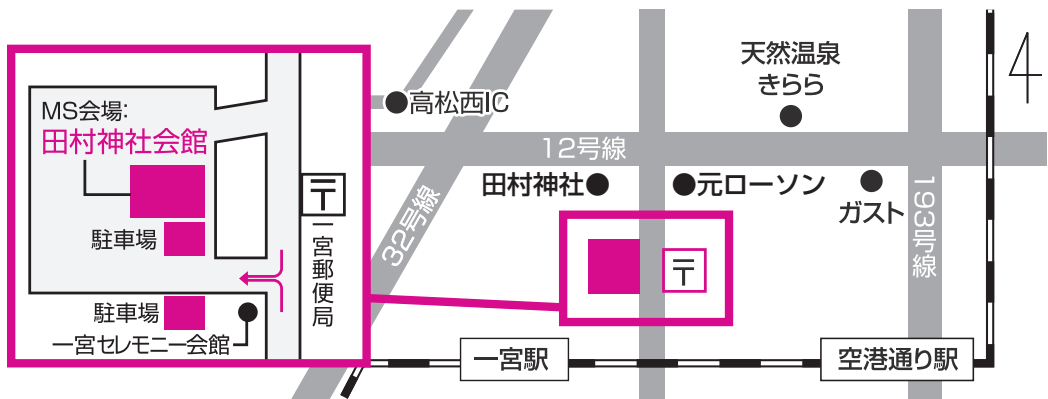 MS会場:
田村神社会館
駐車場
駐車場
一宮セレモニー会館
〒
一宮郵便局
高松西IC
天然温泉
きらら
12号線
32号線
田村神社
元ローソン
ガスト
193号線
〒
一宮駅
空港通り駅
4